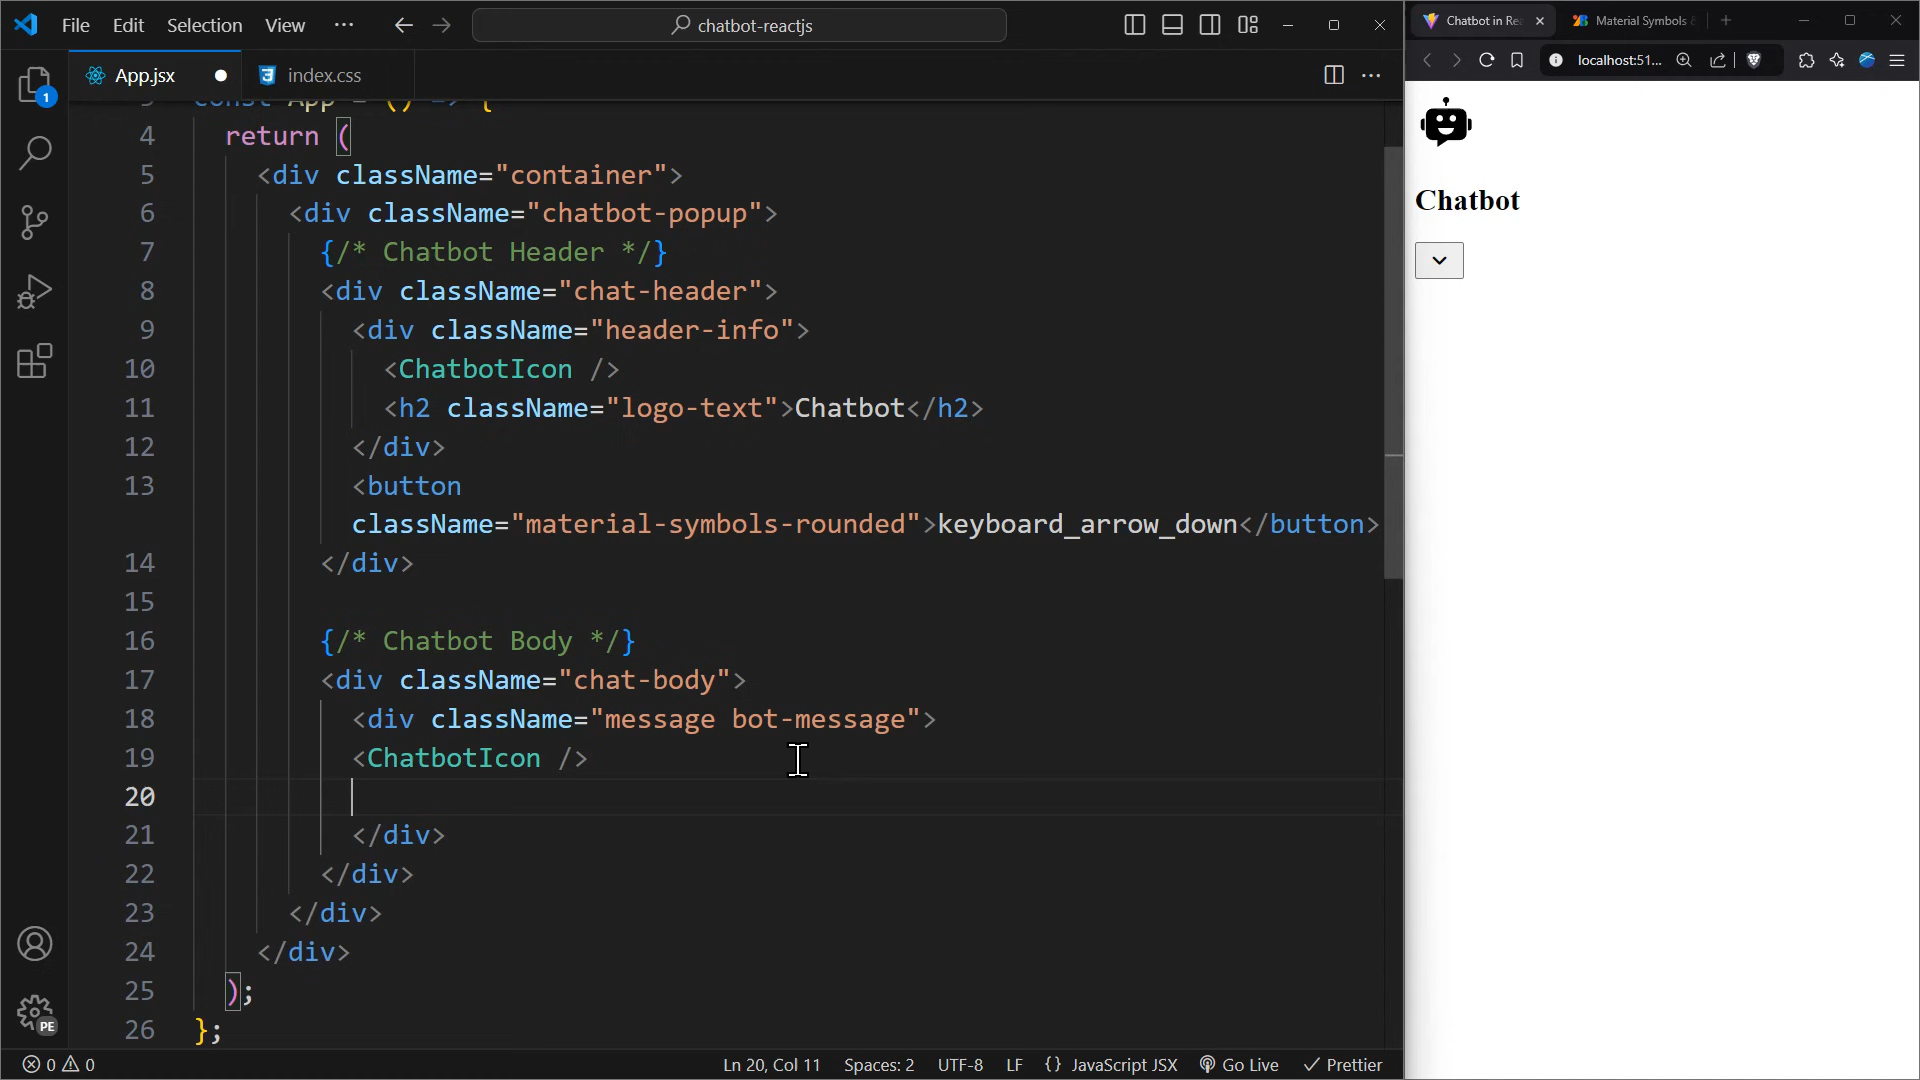 File Edit Selection View ··· chatbot-reactjs
Chatbot in Re
Material Symbols &
App.jsx
index.css
localhost:51...
const App = () => {
4 return (
5 <div className="container">
6 <div className="chatbot-popup">
7 {/* Chatbot Header */}
8 <div className="chat-header">
9 <div className="header-info">
10 <ChatbotIcon />
11 <h2 className="logo-text">Chatbot</h2>
12 </div>
13 <button
className="material-symbols-rounded">keyboard_arrow_down</button>
14 </div>
15
16 {/* Chatbot Body */}
17 <div className="chat-body">
18 <div className="message bot-message">
19 <ChatbotIcon />
20
21 </div>
22 </div>
23 </div>
24 </div>
25 );
26 };
Chatbot
1
PE
0 0
Ln 20, Col 11 Spaces: 2 UTF-8 LF {} JavaScript JSX Go Live Prettier